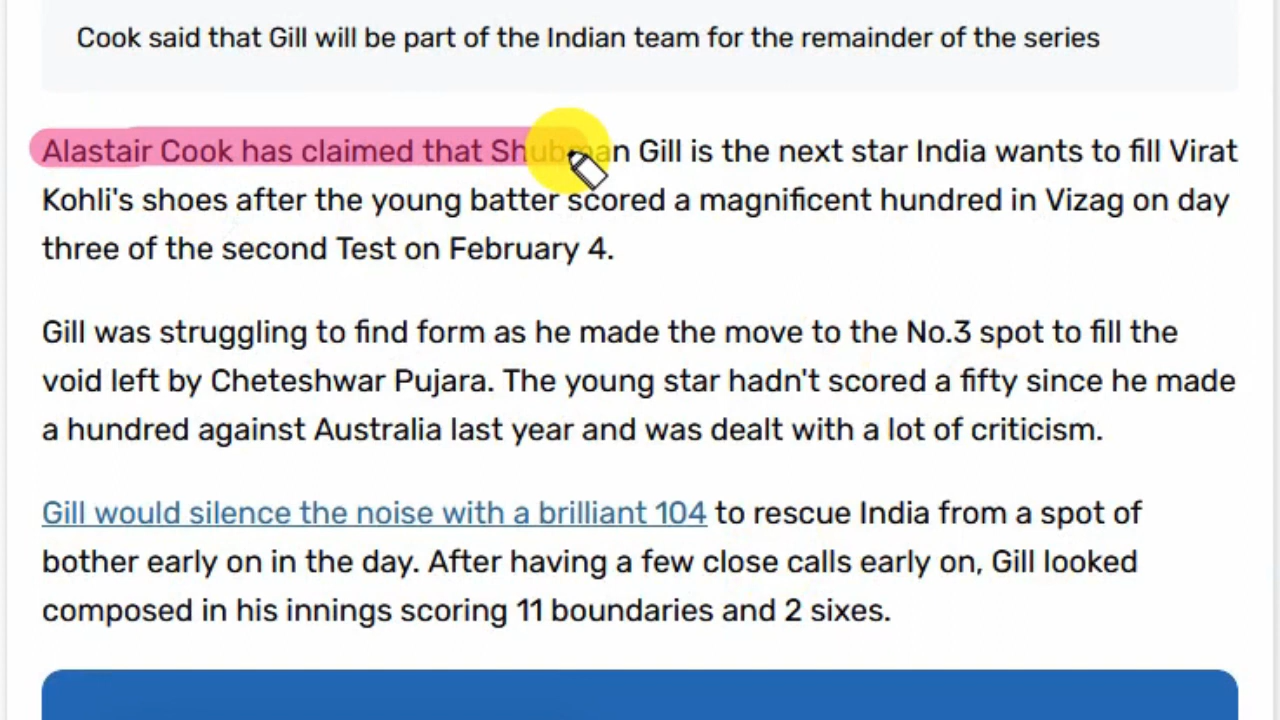 Cook said that Gill will be part of the Indian team for the remainder of the series
Alastair Cook has claimed that Shubman Gill is the next star India wants to fill Virat
Kohli's shoes after the young batter scored a magnificent hundred in Vizag on day
three of the second Test on February 4.
Gill was struggling to find form as he made the move to the No.3 spot to fill the
void left by Cheteshwar Pujara. The young star hadn't scored a fifty since he made
a hundred against Australia last year and was dealt with a lot of criticism.
Gill would silence the noise with a brilliant 104 to rescue India from a spot of
bother early on in the day. After having a few close calls early on, Gill looked
composed in his innings scoring 11 boundaries and 2 sixes.